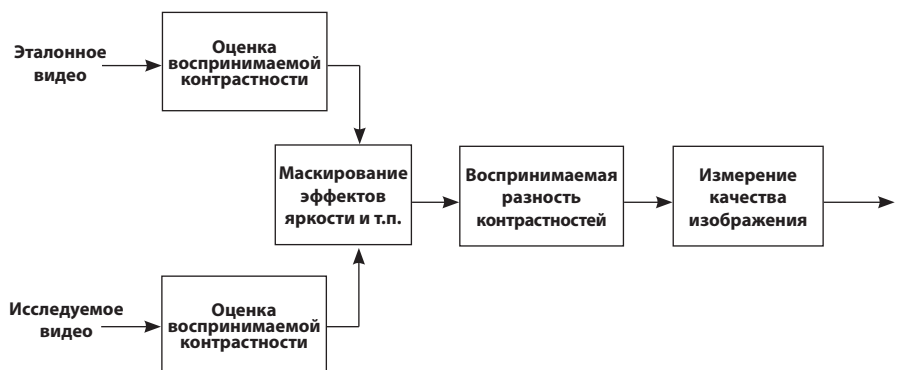 Эталонное
видео
Оценка
воспринимаемой
контрастности
Маскирование
эффектов
яркости и т.п.
Воспринимаемая
разность
контрастностей
Измерение
качества
изображения
Исследуемое
видео
Оценка
воспринимаемой
контрастности